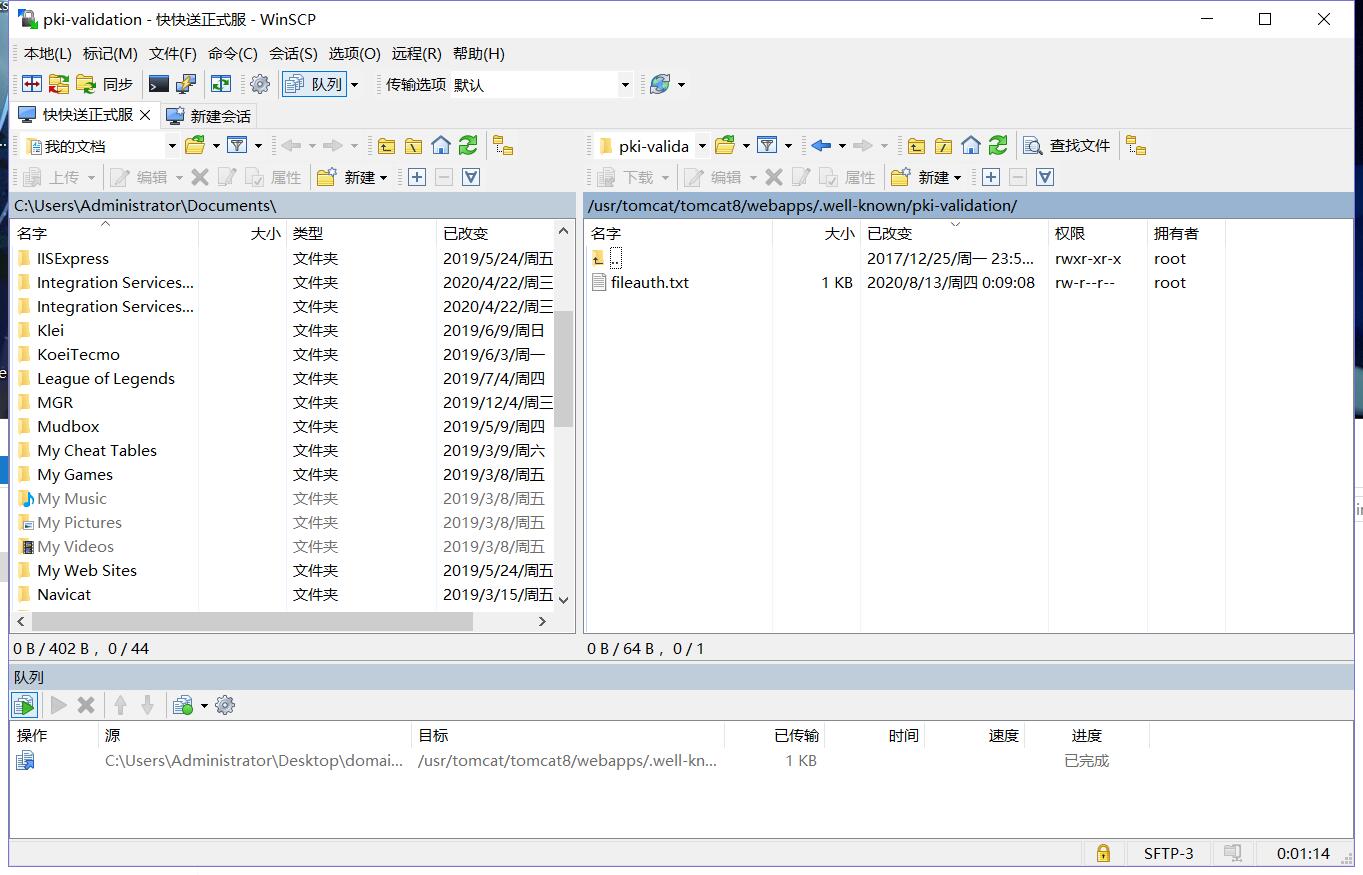 pki-validation - 快快送正式服 - WinSCP
本地(L) 标记(M) 文件(F) 命令(C) 会话(S) 选项(O) 远程(R) 帮助(H)
同步 队列 传输选项 默认
快快送正式服 新建会话
我的文档 pki-valida 查找文件
上传 编辑 属性 新建 下载 编辑 属性 新建
C:\Users\Administrator\Documents\ /usr/tomcat/tomcat8/webapps/.well-known/pki-validation/
名字 大小 类型 已改变 名字 大小 已改变 权限 拥有者
IISExpress 文件夹 2019/5/24/周五 .. 2017/12/25/周一 23:5... rwxr-xr-x root
Integration Services... 文件夹 2020/4/22/周三 fileauth.txt 1 KB 2020/8/13/周四 0:09:08 rw-r--r-- root
Integration Services... 文件夹 2020/4/22/周三
Klei 文件夹 2019/6/9/周日
KoeiTecmo 文件夹 2019/6/3/周一
League of Legends 文件夹 2019/7/4/周四
MGR 文件夹 2019/12/4/周三
Mudbox 文件夹 2019/5/9/周四
My Cheat Tables 文件夹 2019/3/9/周六
My Games 文件夹 2019/3/8/周五
My Music 文件夹 2019/3/8/周五
My Pictures 文件夹 2019/3/8/周五
My Videos 文件夹 2019/3/8/周五
My Web Sites 文件夹 2019/5/24/周五
Navicat 文件夹 2019/3/15/周五
0 B / 402 B , 0 / 44 0 B / 64 B , 0 / 1
队列
操作 源 目标 已传输 时间 速度 进度
C:\Users\Administrator\Desktop\domai... /usr/tomcat/tomcat8/webapps/.well-kn... 1 KB 已完成
SFTP-3 0:01:14